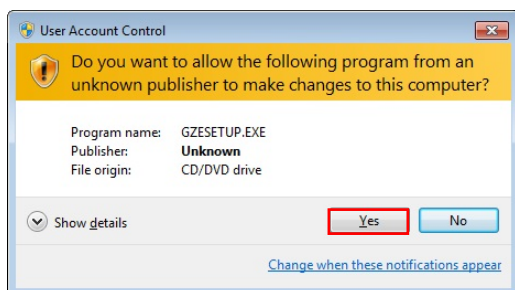 User Account Control
Do you want to allow the following program from an
unknown publisher to make changes to this computer?
Program name: GZESETUP.EXE
Publisher: Unknown
File origin: CD/DVD drive
Show details Yes No
Change when these notifications appear